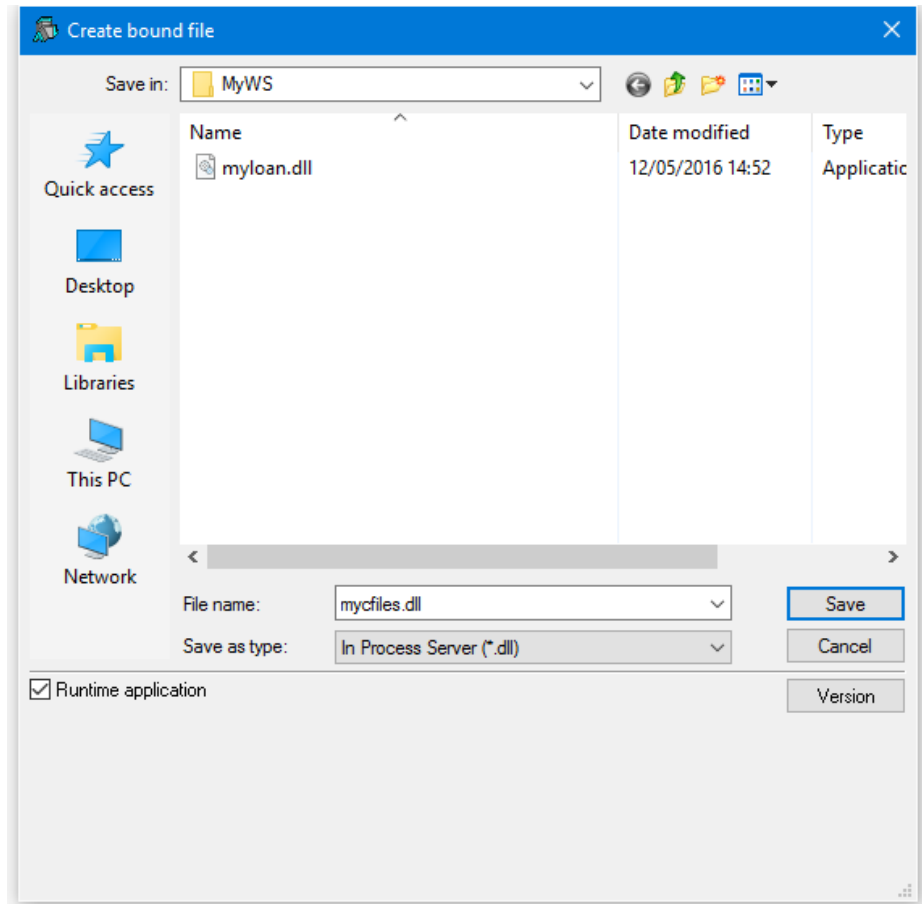 Create bound file
Save in: MyWS
Name Date modified Type
myloan.dll 12/05/2016 14:52 Applicatic
Quick access
Desktop
Libraries
This PC
Network
File name: mycfiles.dll Save
Save as type: In Process Server (*.dll) Cancel
Runtime application Version